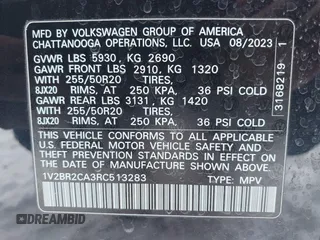 MFD. BY VOLKSWAGEN GROUP OF AMERICA
CHATTANOOGA OPERATIONS, LLC. USA 08/2023
GVWR LBS 5930, KG 2690
GAWR FRONT LBS 2910, KG 1320
WITH 255/50R20 TIRES,
8JX20 RIMS, AT 250 KPA, 36 PSI COLD
GAWR REAR LBS 3131, KG 1420
WITH 255/50R20 TIRES,
8JX20 RIMS, AT 250 KPA, 36 PSI COLD
THIS VEHICLE CONFORMS TO ALL APPLICABLE
U.S. FEDERAL MOTOR VEHICLE SAFETY STANDARDS
IN EFFECT ON THE DATE OF MANUFACTURE
SHOWN ABOVE.
1V2BR2CA3RC513283 TYPE: MPV
3168219 1
DREAMBID